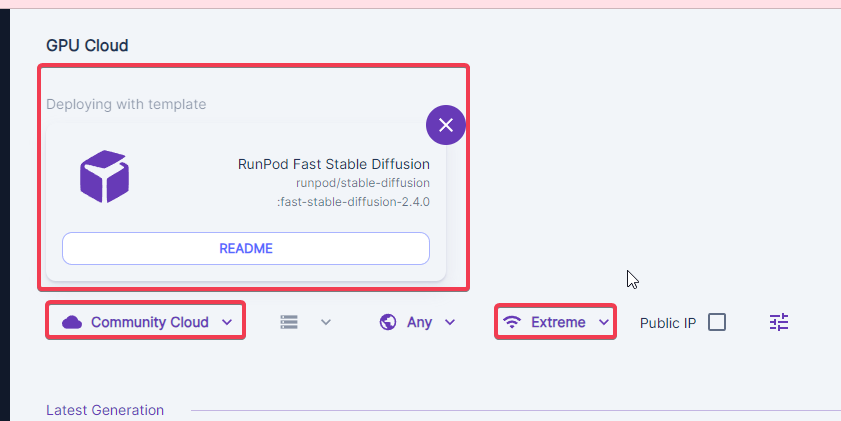 GPU Cloud
Deploying with template
RunPod Fast Stable Diffusion
runpod/stable-diffusion
:fast-stable-diffusion-2.4.0
README
Community Cloud Any Extreme Public IP
Latest Generation